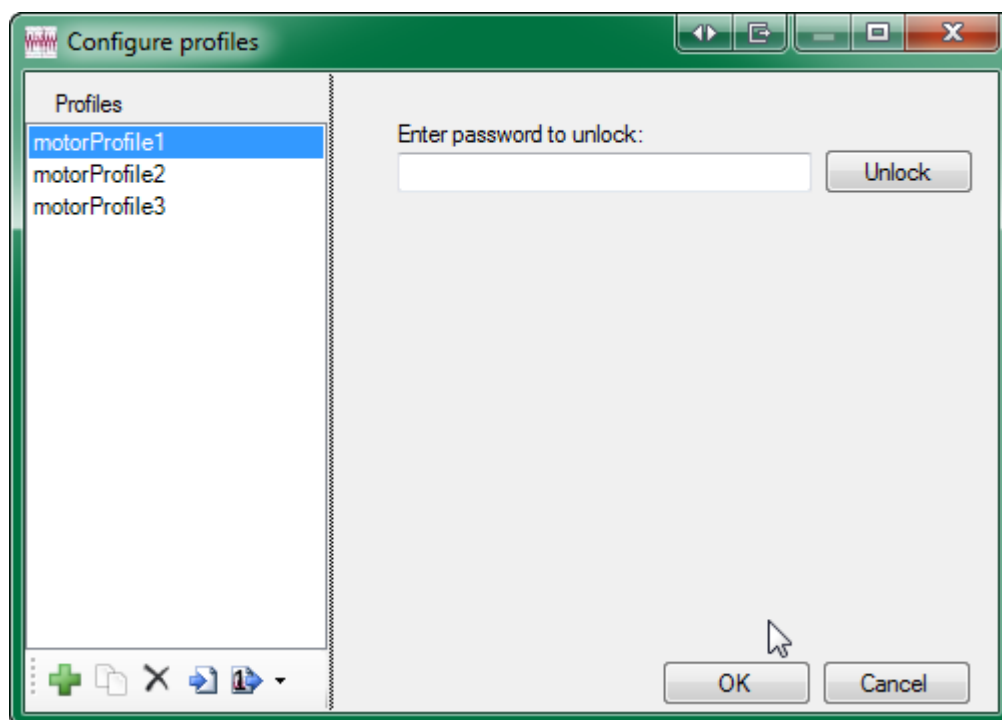 Configure profiles
Profiles
motorProfile1
motorProfile2
motorProfile3
Enter password to unlock:
Unlock
OK
Cancel